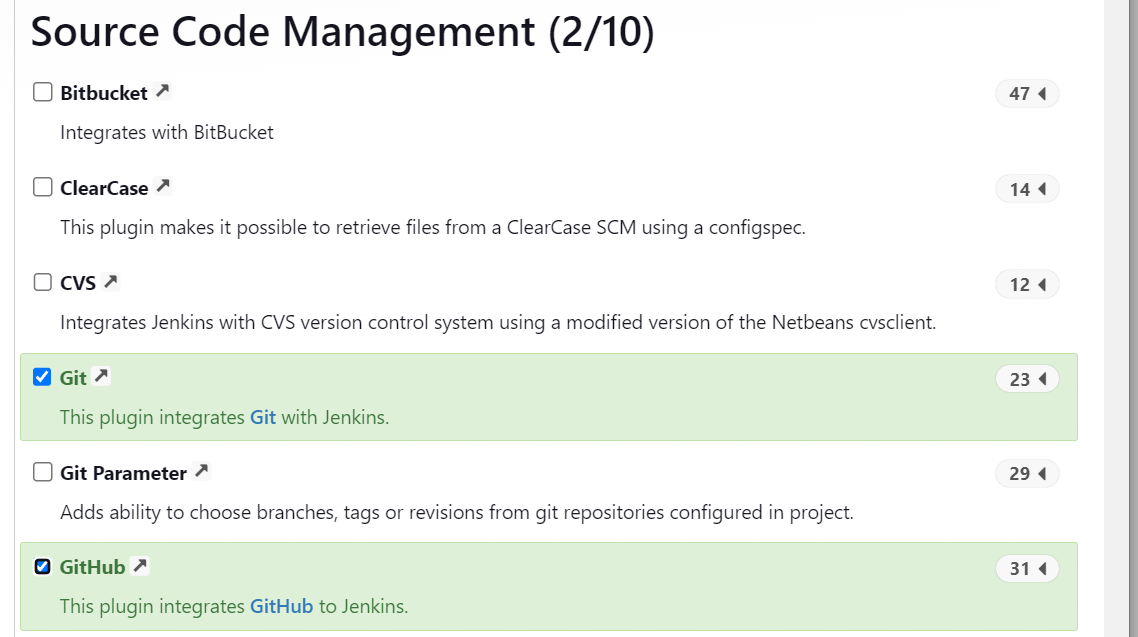 Source Code Management (2/10)
Bitbucket
47
Integrates with BitBucket
ClearCase
14
This plugin makes it possible to retrieve files from a ClearCase SCM using a configspec.
CVS
12
Integrates Jenkins with CVS version control system using a modified version of the Netbeans cvsclient.
Git
23
This plugin integrates Git with Jenkins.
Git Parameter
29
Adds ability to choose branches, tags or revisions from git repositories configured in project.
GitHub
31
This plugin integrates GitHub to Jenkins.